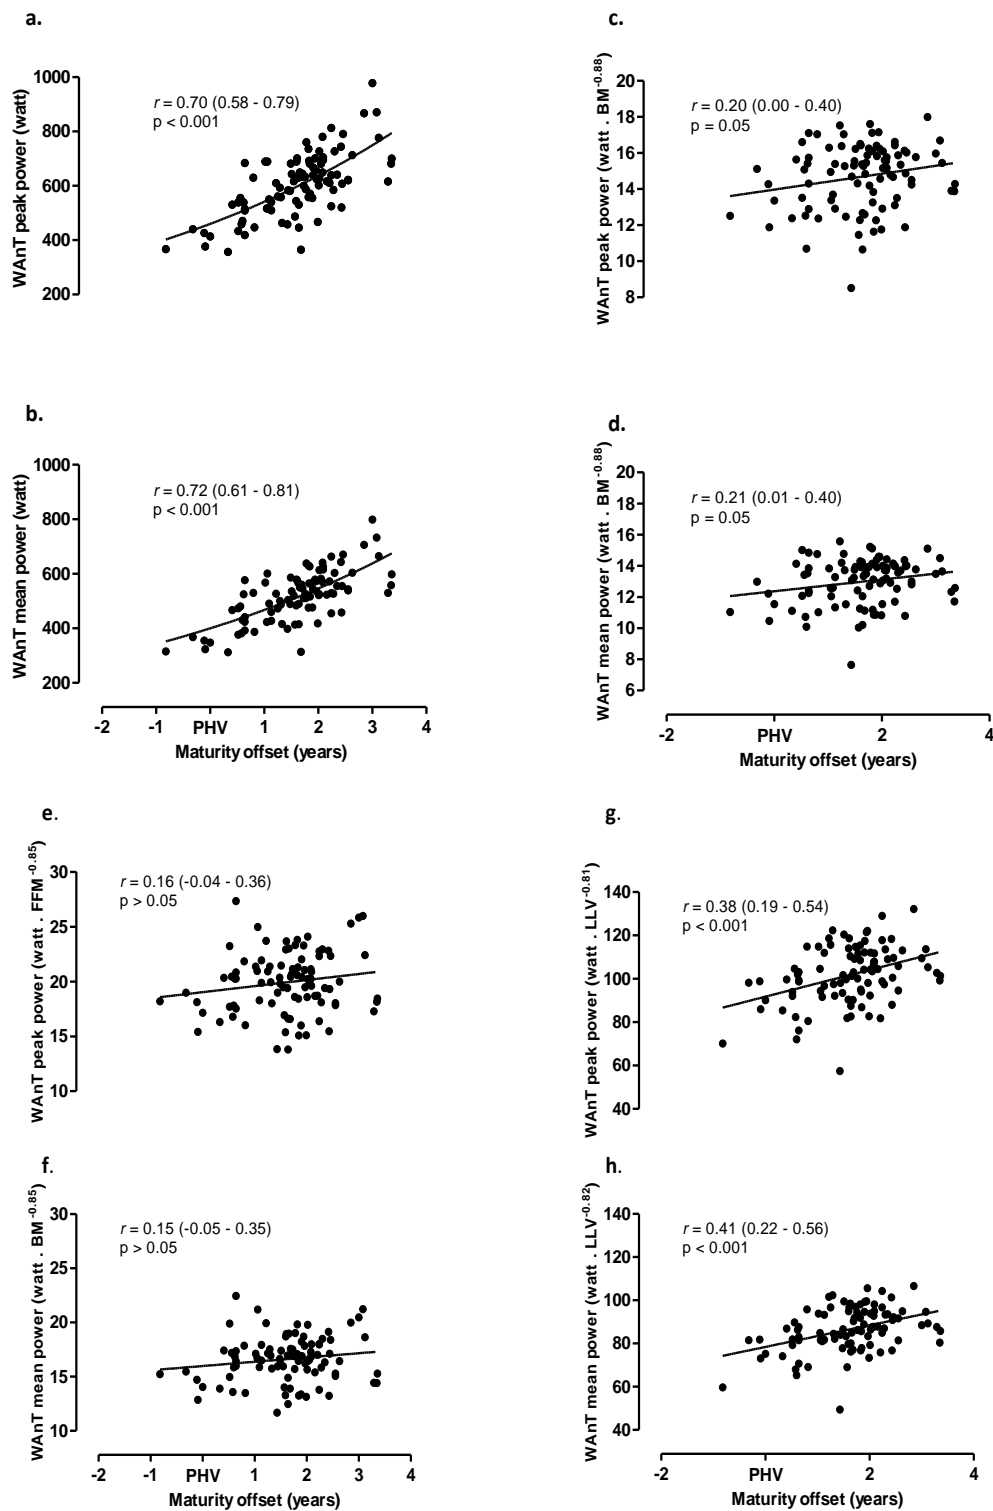 a.
WAnT peak power (watt)
1000
800
600
400
200
r = 0.70 (0.58 - 0.79)
p < 0.001
c.
WAnT peak power (watt . BM-0.88)
20
18
16
14
12
10
8
r = 0.20 (0.00 - 0.40)
p = 0.05
b.
WAnT mean power (watt)
1000
800
600
400
200
r = 0.72 (0.61 - 0.81)
p < 0.001
-2 -1 PHV 1 2 3 4
Maturity offset (years)
d.
WAnT mean power (watt . BM-0.88)
20
18
16
14
12
10
8
6
r = 0.21 (0.01 - 0.40)
p = 0.05
-2 PHV 2 4
Maturity offset (years)
e.
WAnT peak power (watt . FFM-0.85)
30
25
20
15
10
r = 0.16 (-0.04 - 0.36)
p > 0.05
g.
WAnT peak power (watt . LLV-0.81)
140
120
100
80
60
40
r = 0.38 (0.19 - 0.54)
p < 0.001
f.
WAnT mean power (watt . BM-0.85)
30
25
20
15
10
r = 0.15 (-0.05 - 0.35)
p > 0.05
-2 -1 PHV 1 2 3 4
Maturity offset (years)
h.
WAnT mean power (watt . LLV-0.82)
140
120
100
80
60
40
r = 0.41 (0.22 - 0.56)
p < 0.001
-2 PHV 2 4
Maturity offset (years)